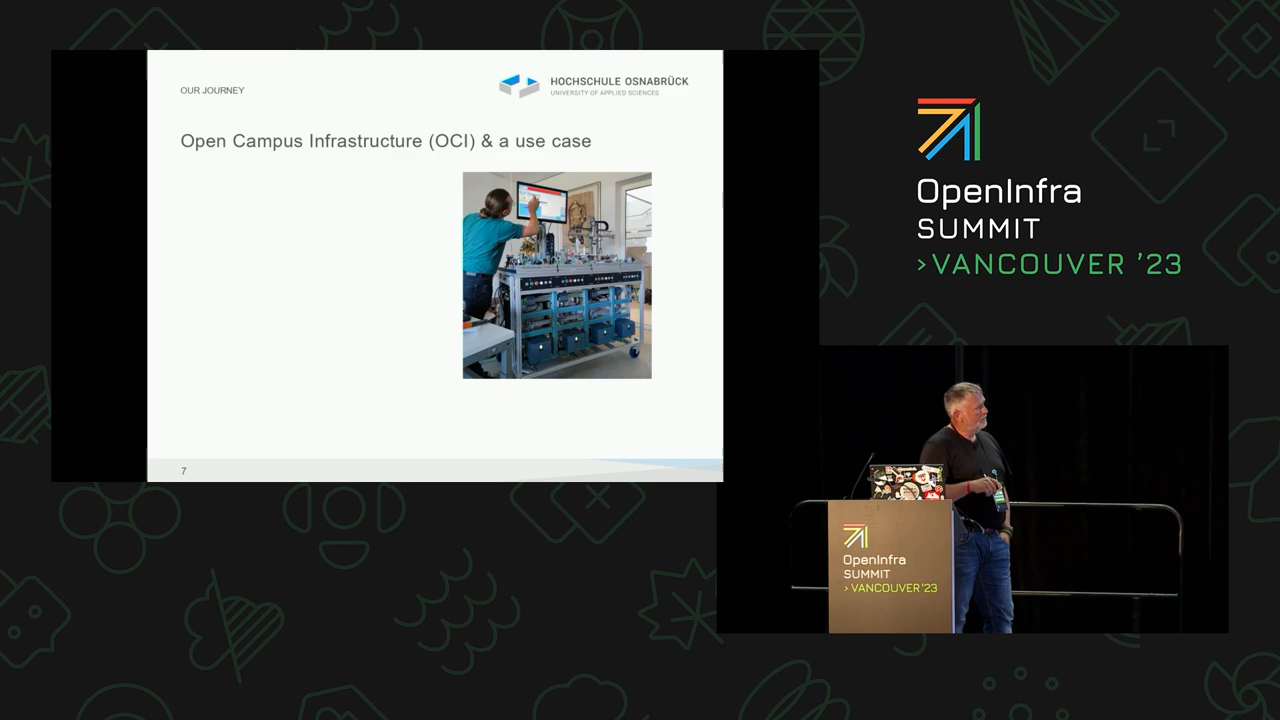 OUR JOURNEY
HOCHSCHULE OSNABRÜCK
UNIVERSITY OF APPLIED SCIENCES
Open Campus Infrastructure (OCI) & a use case
7
OpenInfra
SUMMIT
>VANCOUVER '23
OpenInfra
SUMMIT
> VANCOUVER '23